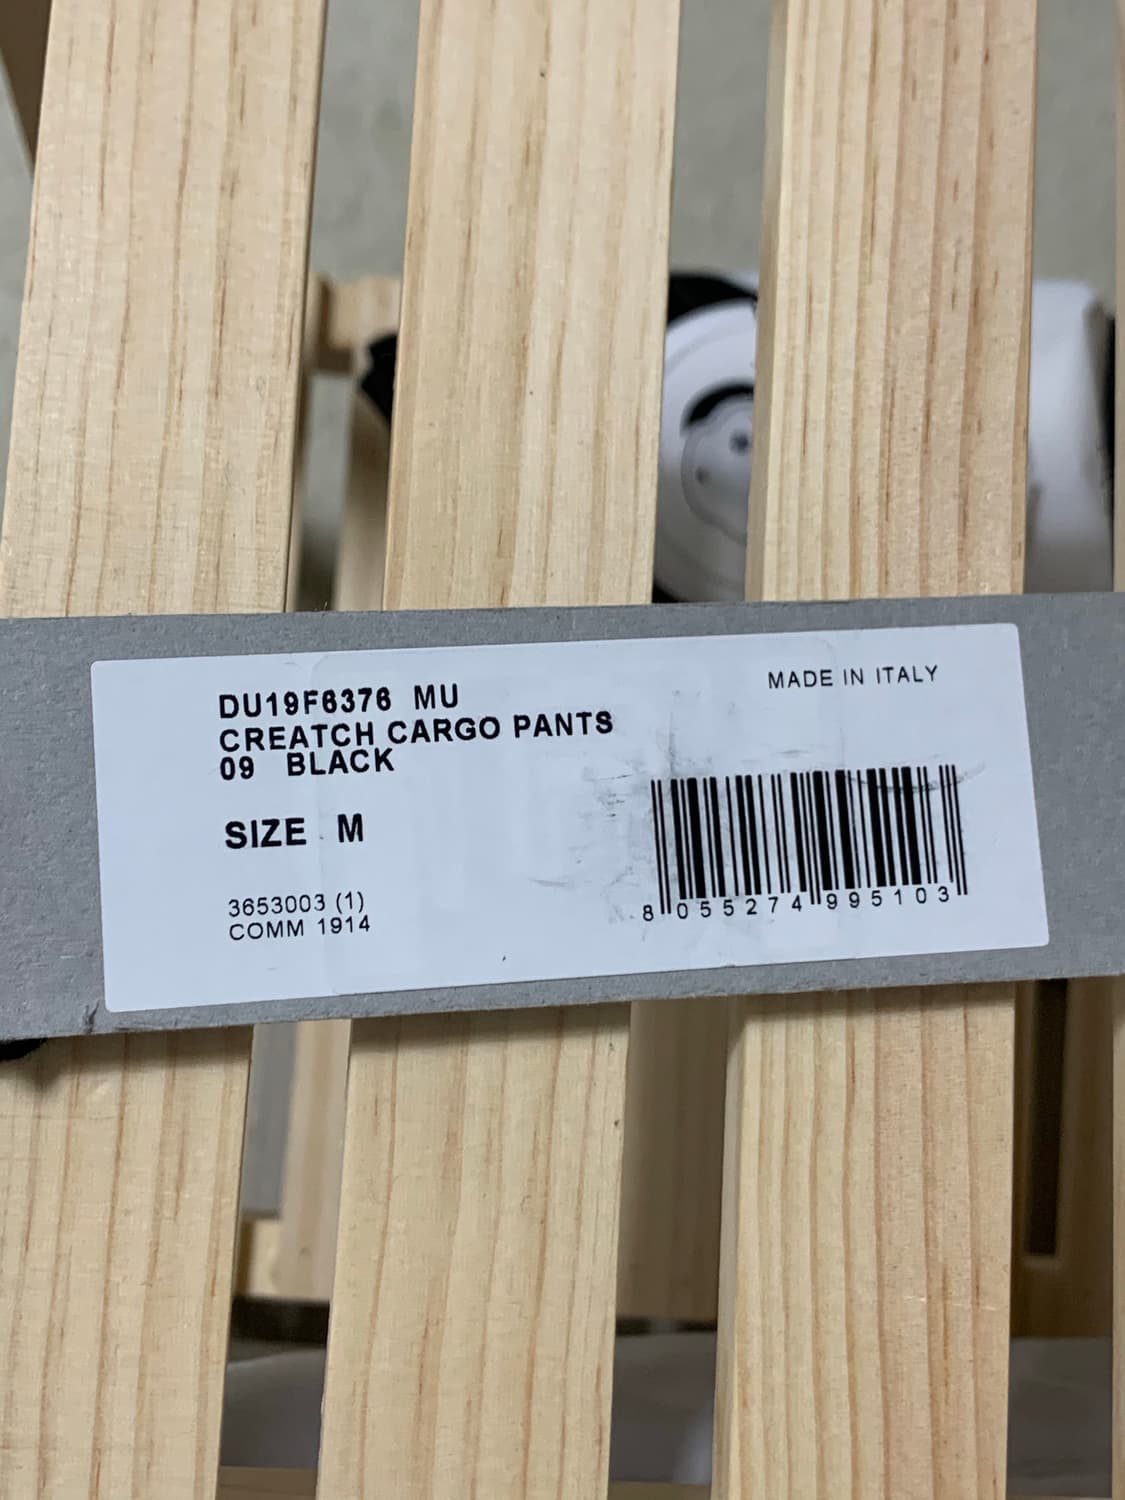 DU19F6376 MU
CREATCH CARGO PANTS
09 BLACK
SIZE M
3653003 (1)
COMM 1914
MADE IN ITALY
8 055274 995103